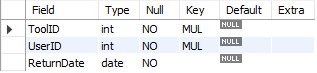 Field Type Null Key Default Extra
ToolID int NO MUL NULL
UserID int NO MUL NULL
ReturnDate date NO NULL